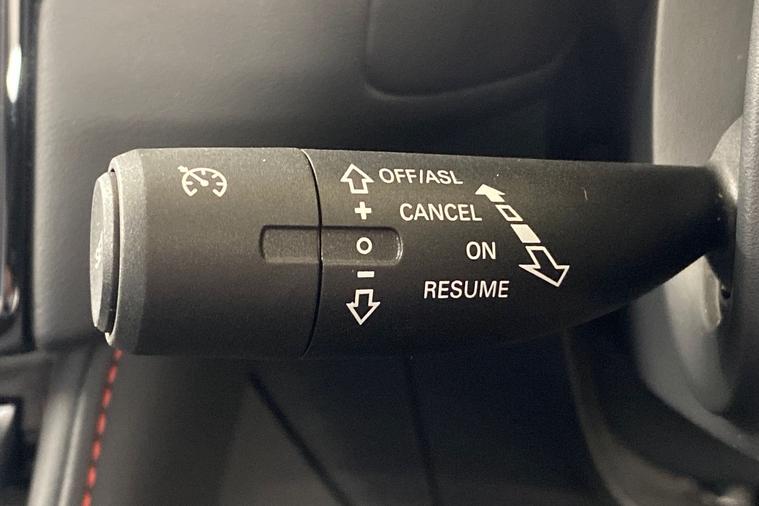 OFF/ASL
+ CANCEL
O ON
- RESUME